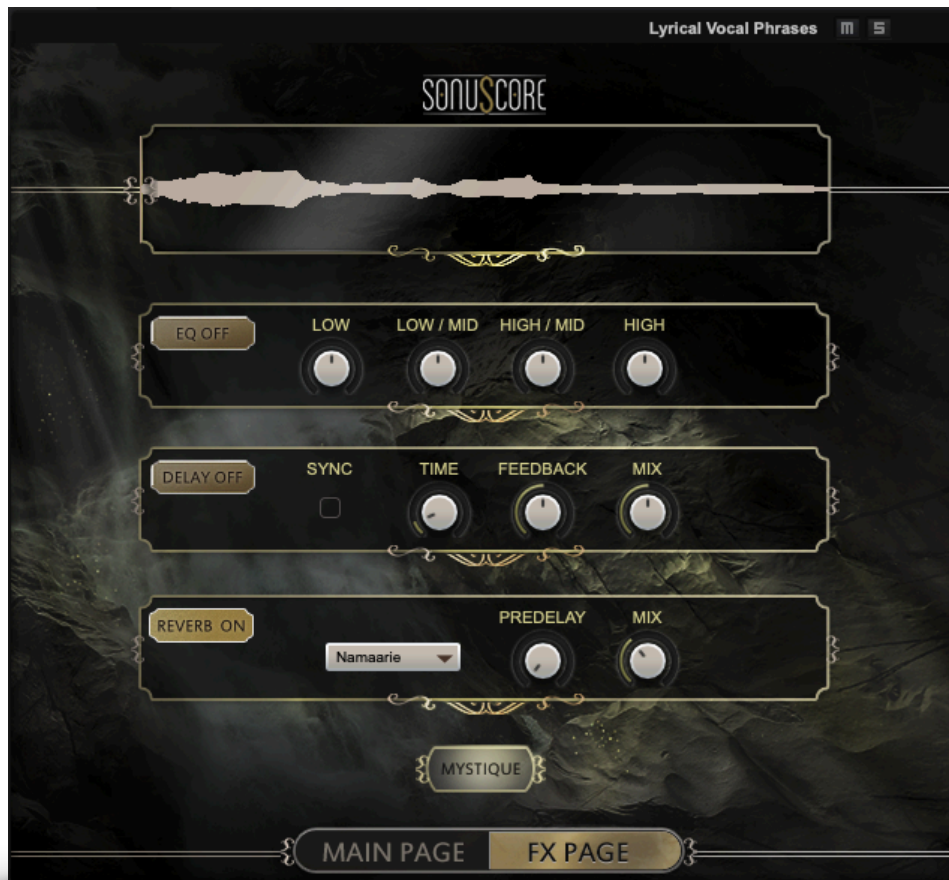 Lyrical Vocal Phrases M S
SONUSCORE
EQ OFF LOW LOW / MID HIGH / MID HIGH
DELAY OFF SYNC TIME FEEDBACK MIX
REVERB ON PREDELAY MIX
Namaarie
MYSTIQUE
MAIN PAGE FX PAGE